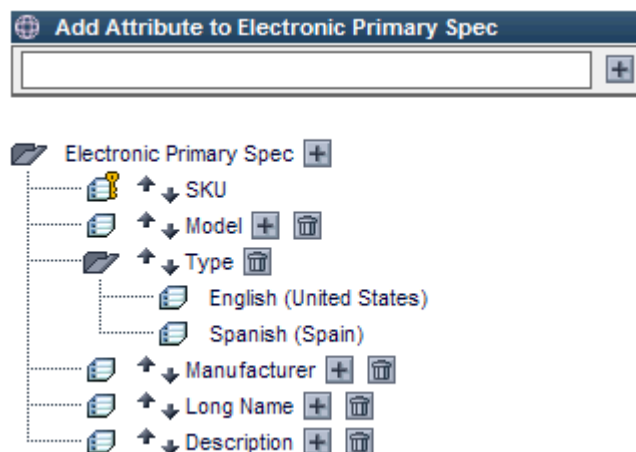 Add Attribute to Electronic Primary Spec
Electronic Primary Spec
SKU
Model
Type
English (United States)
Spanish (Spain)
Manufacturer
Long Name
Description